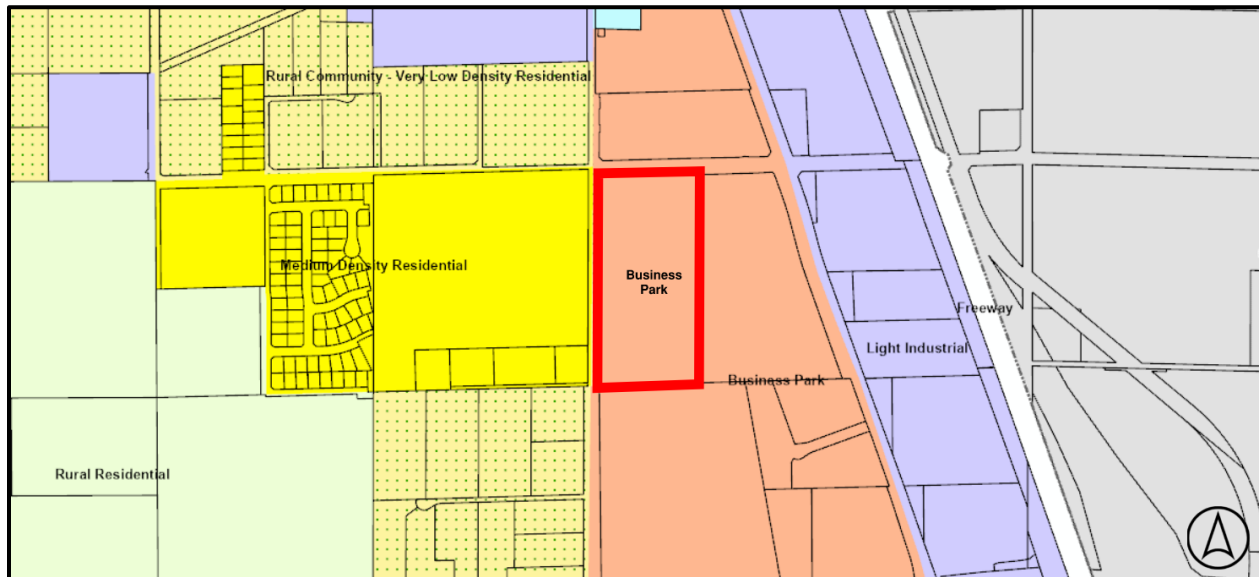 Rural Community - Very Low Density Residential
Medium Density Residential
Business
Park
Freeway
Light Industrial
Business Park
Rural Residential